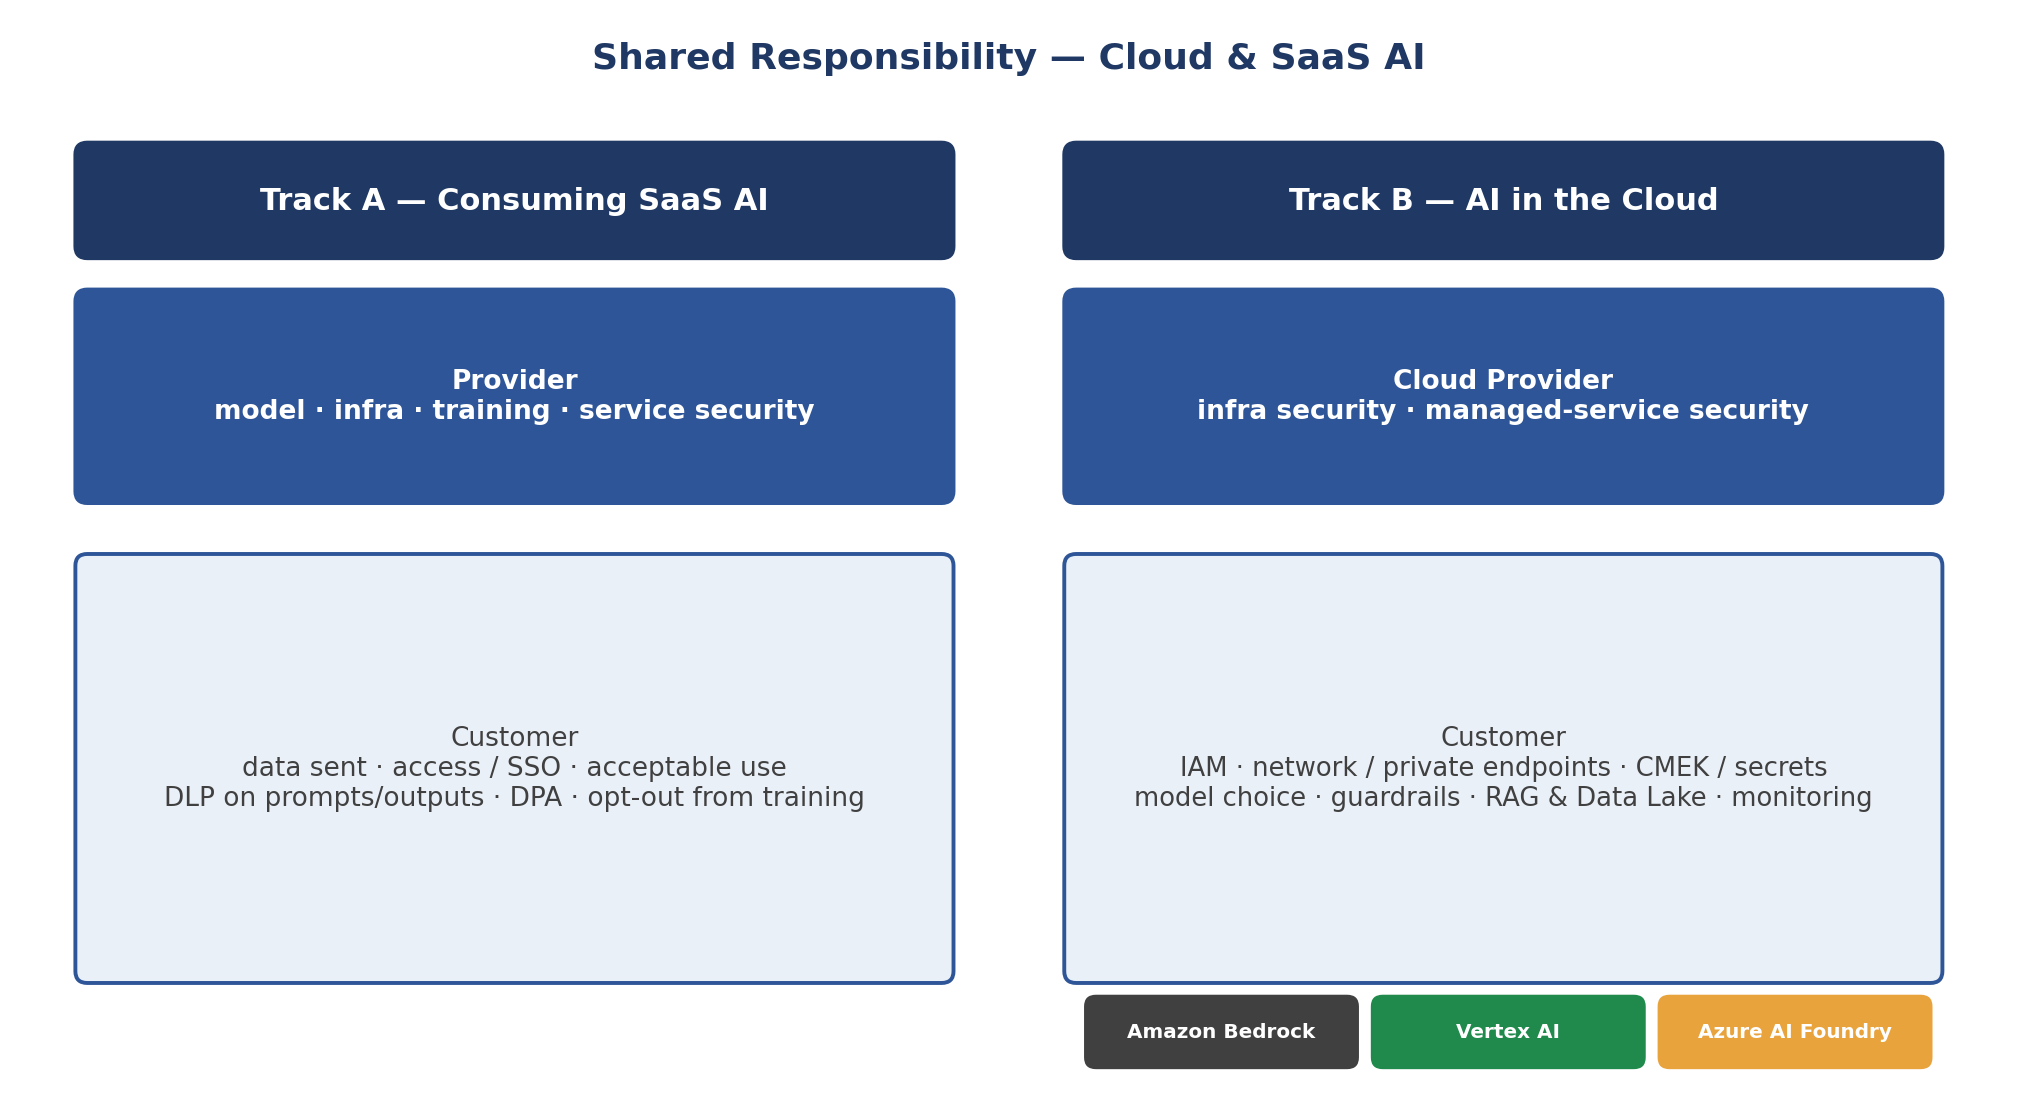 Shared Responsibility — Cloud & SaaS AI
Track A — Consuming SaaS AI
Provider
model · infra · training · service security
Customer
data sent · access / SSO · acceptable use
DLP on prompts/outputs · DPA · opt-out from training
Track B — AI in the Cloud
Cloud Provider
infra security · managed-service security
Customer
IAM · network / private endpoints · CMEK / secrets
model choice · guardrails · RAG & Data Lake · monitoring
Amazon Bedrock
Vertex AI
Azure AI Foundry